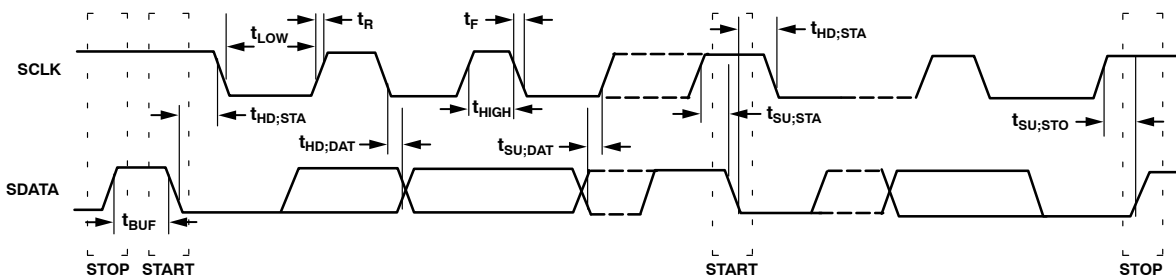 tR
tF
tLOW
tHD;STA
SCLK
tHD;STA
tHIGH
tSU;STA
tSU;STO
tHD;DAT
tSU;DAT
SDATA
tBUF
STOP START START STOP